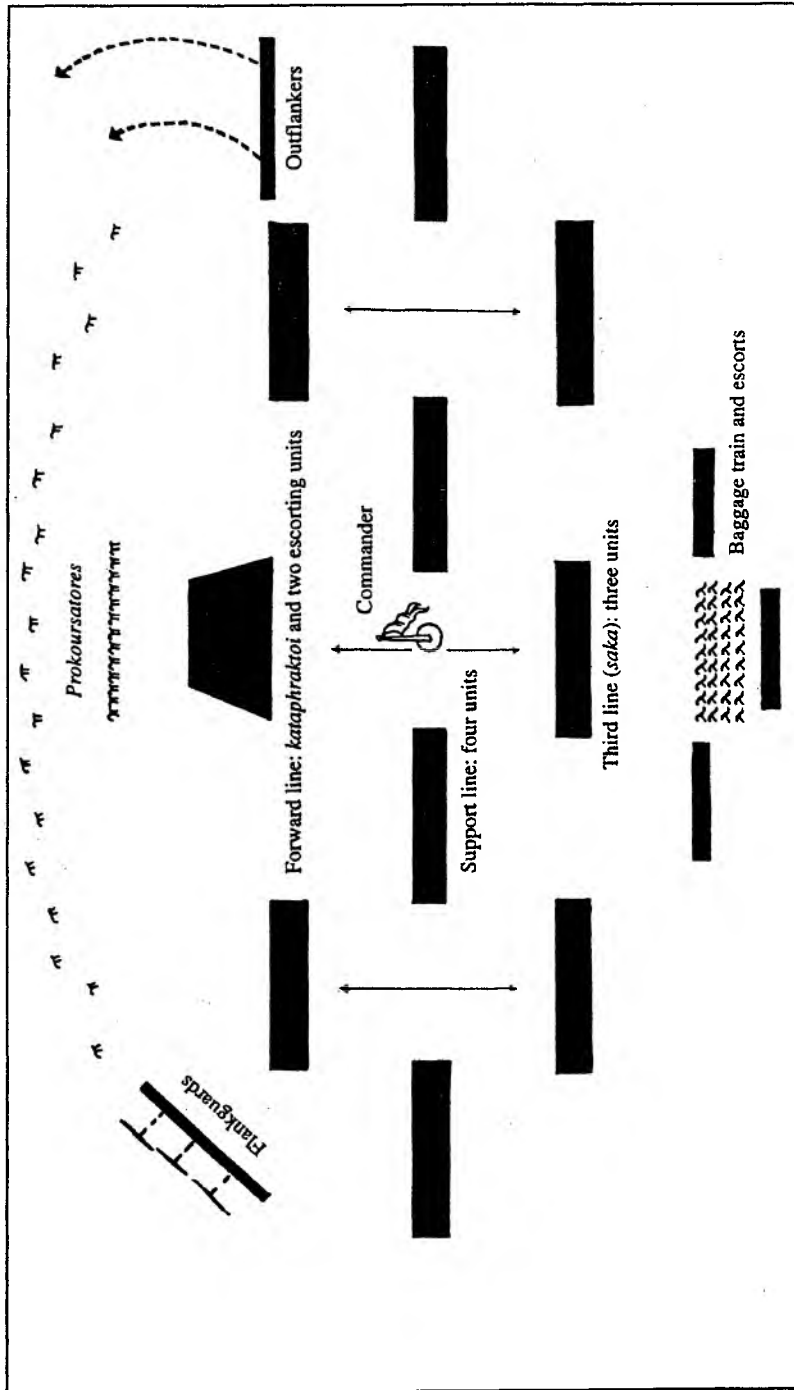 Outflankers
Prokoursatores
Flankguards
Forward line: kataphraktoi and two escorting units
Commander
Support line: four units
Third line (saka): three units
Baggage train and escorts